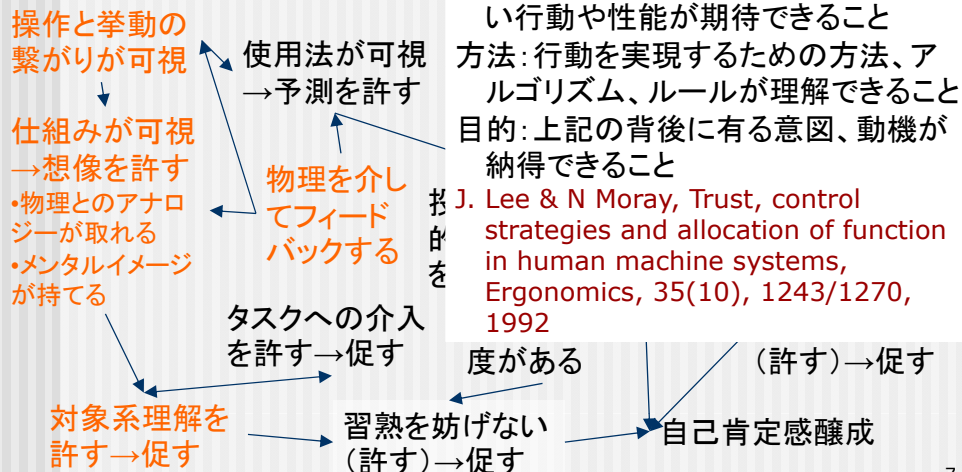 操作と挙動の
繋がりが可視
使用法が可視
→予測を許す
仕組みが可視
→想像を許す
•物理とのアナロ
ジーが取れる
•メンタルイメージ
が持てる
物理を介し
てフィード
バックする
い行動や性能が期待できること
方法:行動を実現するための方法、ア
ルゴリズム、ルールが理解できること
目的:上記の背後に有る意図、動機が
納得できること
J. Lee & N Moray, Trust, control
strategies and allocation of function
in human machine systems,
Ergonomics, 35(10), 1243/1270,
1992
的
を
タスクへの介入
を許す→促す
度がある
(許す)→促す
対象系理解を
許す→促す
習熟を妨げない
(許す)→促す
自己肯定感醸成